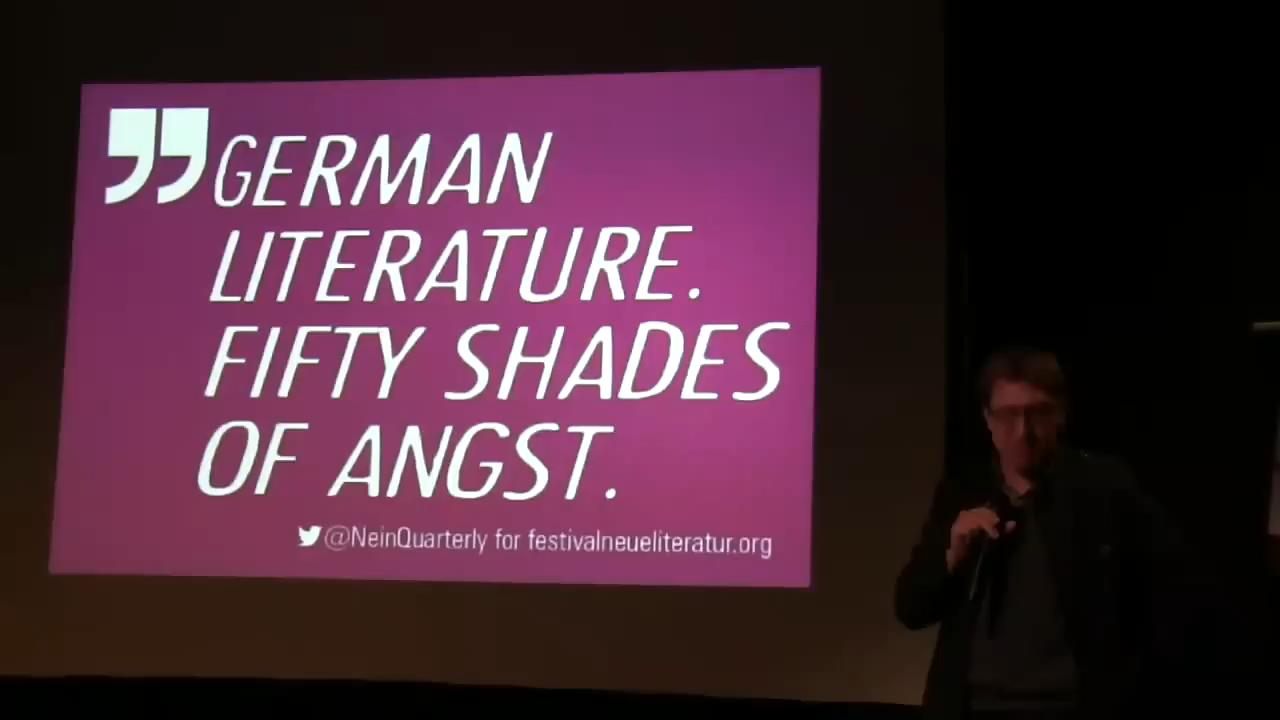 ”GERMAN
LITERATURE.
FIFTY SHADES
OF ANGST.
@NeinQuarterly for festivalneueliteratur.org